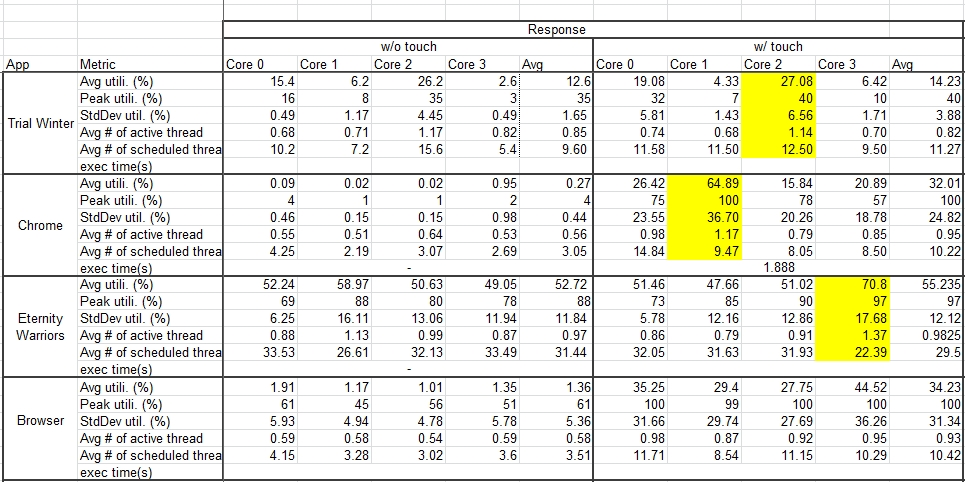 Response
w/o touch w/ touch
App Metric Core 0 Core 1 Core 2 Core 3 Avg Core 0 Core 1 Core 2 Core 3 Avg
Avg utili. (%) 15.4 6.2 26.2 2.6 12.6 19.08 4.33 27.08 6.42 14.23
Peak utili. (%) 16 8 35 3 35 32 7 40 10 40
Trial Winter StdDev util. (%) 0.49 1.17 4.45 0.49 1.65 5.81 1.43 6.56 1.71 3.88
Avg # of active thread 0.68 0.71 1.17 0.82 0.85 0.74 0.68 1.14 0.70 0.82
Avg # of scheduled threa 10.2 7.2 15.6 5.4 9.60 11.58 11.50 12.50 9.50 11.27
exec time(s)
Avg utili. (%) 0.09 0.02 0.02 0.95 0.27 26.42 64.89 15.84 20.89 32.01
Peak utili. (%) 4 1 1 2 4 75 100 78 57 100
Chrome StdDev util. (%) 0.46 0.15 0.15 0.98 0.44 23.55 36.70 20.26 18.78 24.82
Avg # of active thread 0.55 0.51 0.64 0.53 0.56 0.98 1.17 0.79 0.85 0.95
Avg # of scheduled threa 4.25 2.19 3.07 2.69 3.05 14.84 9.47 8.05 8.50 10.22
exec time(s) - 1.888
Avg utili. (%) 52.24 58.97 50.63 49.05 52.72 51.46 47.66 51.02 70.8 55.235
Peak utili. (%) 69 88 80 78 88 73 85 90 97 97
Eternity StdDev util. (%) 6.25 16.11 13.06 11.94 11.84 5.78 12.16 12.86 17.68 12.12
Warriors Avg # of active thread 0.88 1.13 0.99 0.87 0.97 0.86 0.79 0.91 1.37 0.9825
Avg # of scheduled threa 33.53 26.61 32.13 33.49 31.44 32.05 31.63 31.93 22.39 29.5
exec time(s) -
Avg utili. (%) 1.91 1.17 1.01 1.35 1.36 35.25 29.4 27.75 44.52 34.23
Peak utili. (%) 61 45 56 51 61 100 99 100 100 100
Browser StdDev util. (%) 5.93 4.94 4.78 5.78 5.36 31.66 29.74 27.69 36.26 31.34
Avg # of active thread 0.59 0.58 0.54 0.59 0.58 0.98 0.87 0.92 0.95 0.93
Avg # of scheduled threa 4.15 3.28 3.02 3.6 3.51 11.71 8.54 11.15 10.29 10.42
exec time(s)